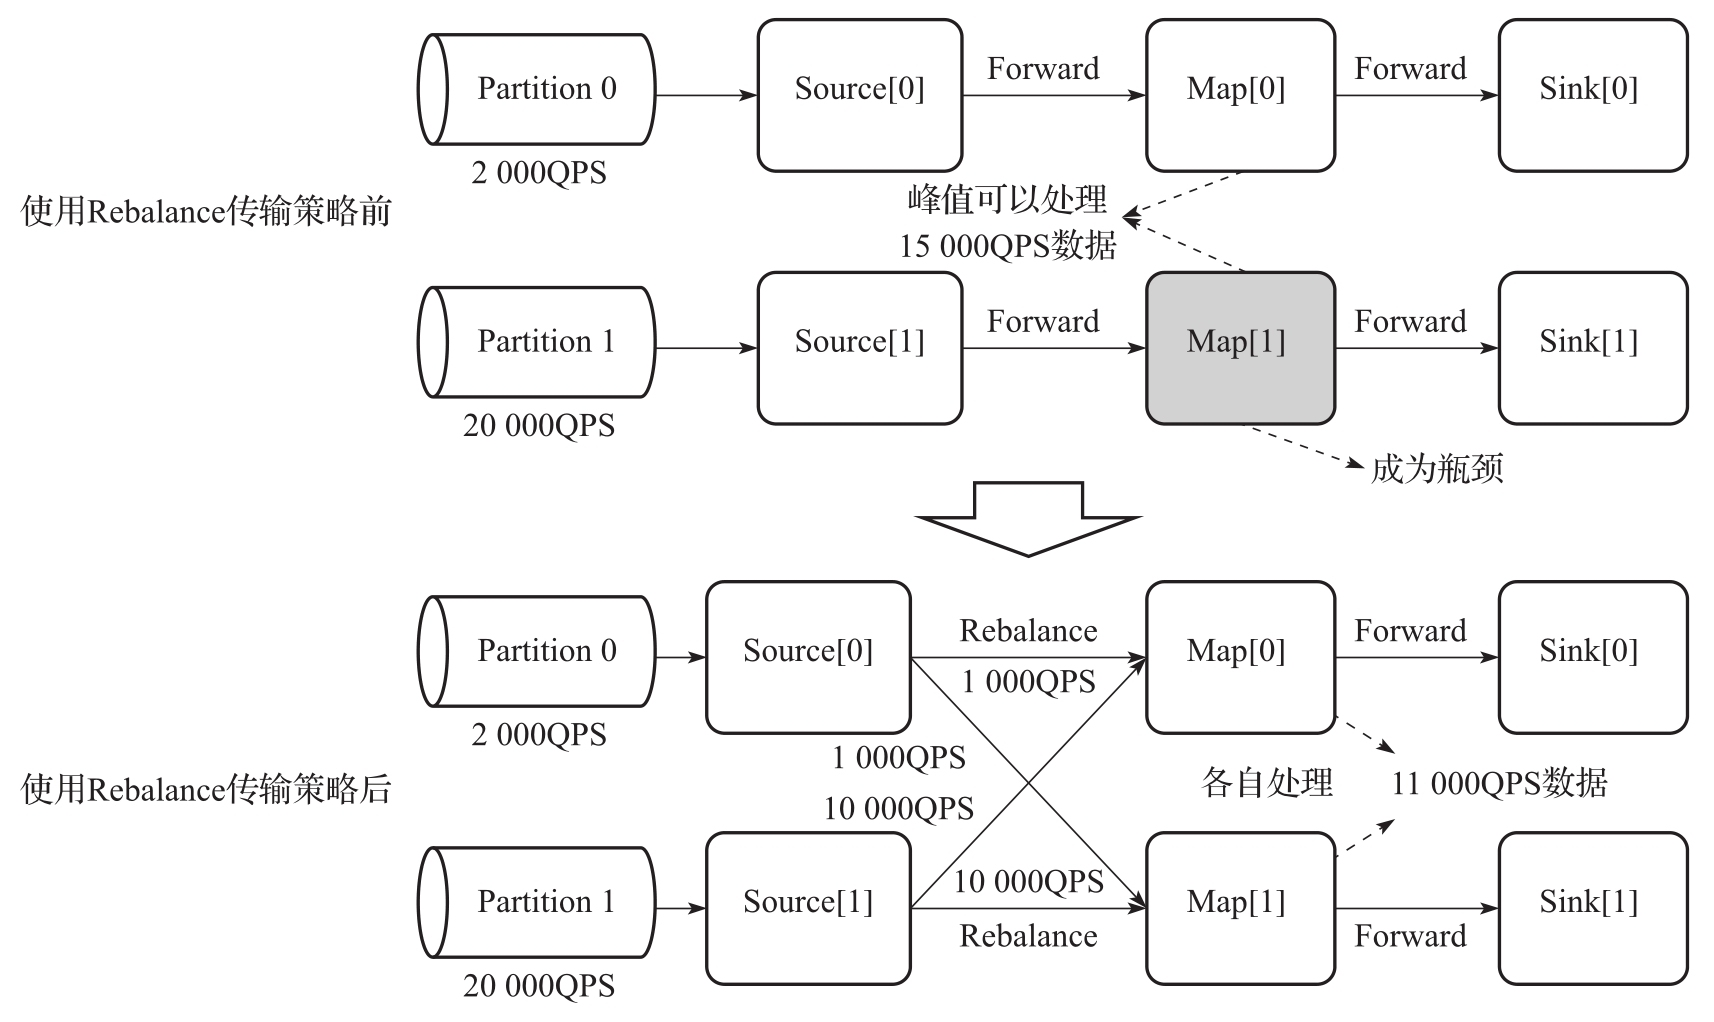 Partition 0
Source[0]
Forward
Map[0]
Forward
Sink[0]
2 000QPS
使用Rebalance传输策略前
峰值可以处理
15 000QPS数据
Partition 1
Source[1]
Forward
Map[1]
Forward
Sink[1]
20 000QPS
成为瓶颈
Partition 0
Source[0]
Rebalance
1 000QPS
Map[0]
Forward
Sink[0]
2 000QPS
1 000QPS
10 000QPS
使用Rebalance传输策略后
各自处理
11 000QPS数据
Partition 1
Source[1]
10 000QPS
Rebalance
Map[1]
Forward
Sink[1]
20 000QPS